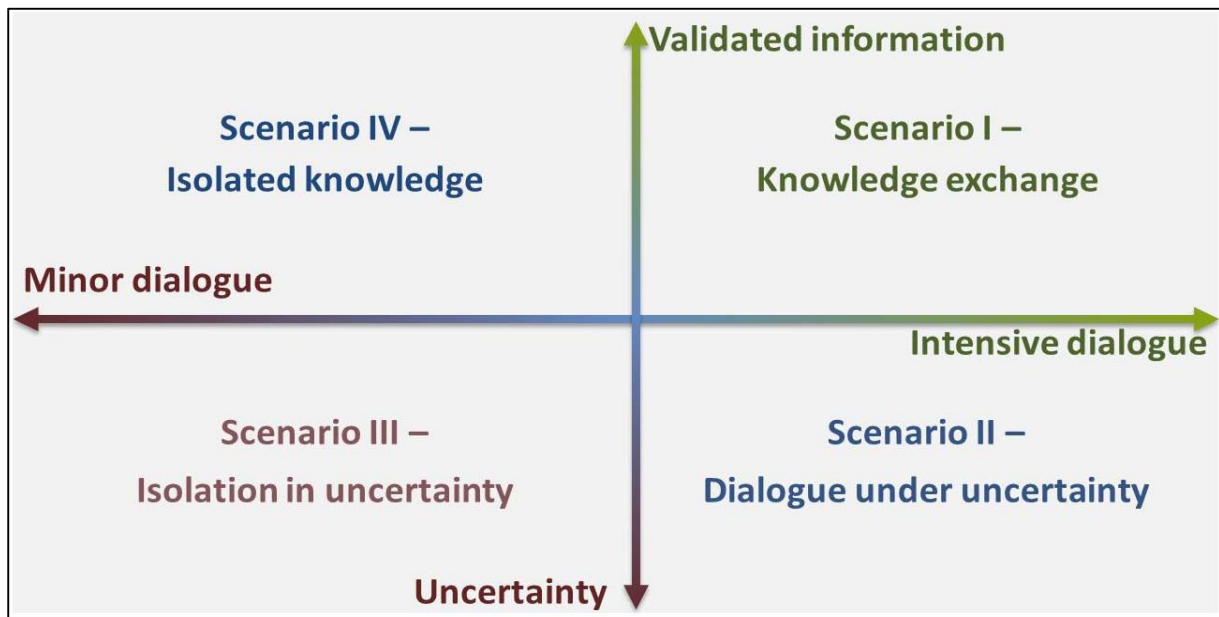 Validated information
Scenario IV –
Isolated knowledge
Scenario I –
Knowledge exchange
Minor dialogue
Intensive dialogue
Scenario III –
Isolation in uncertainty
Scenario II –
Dialogue under uncertainty
Uncertainty